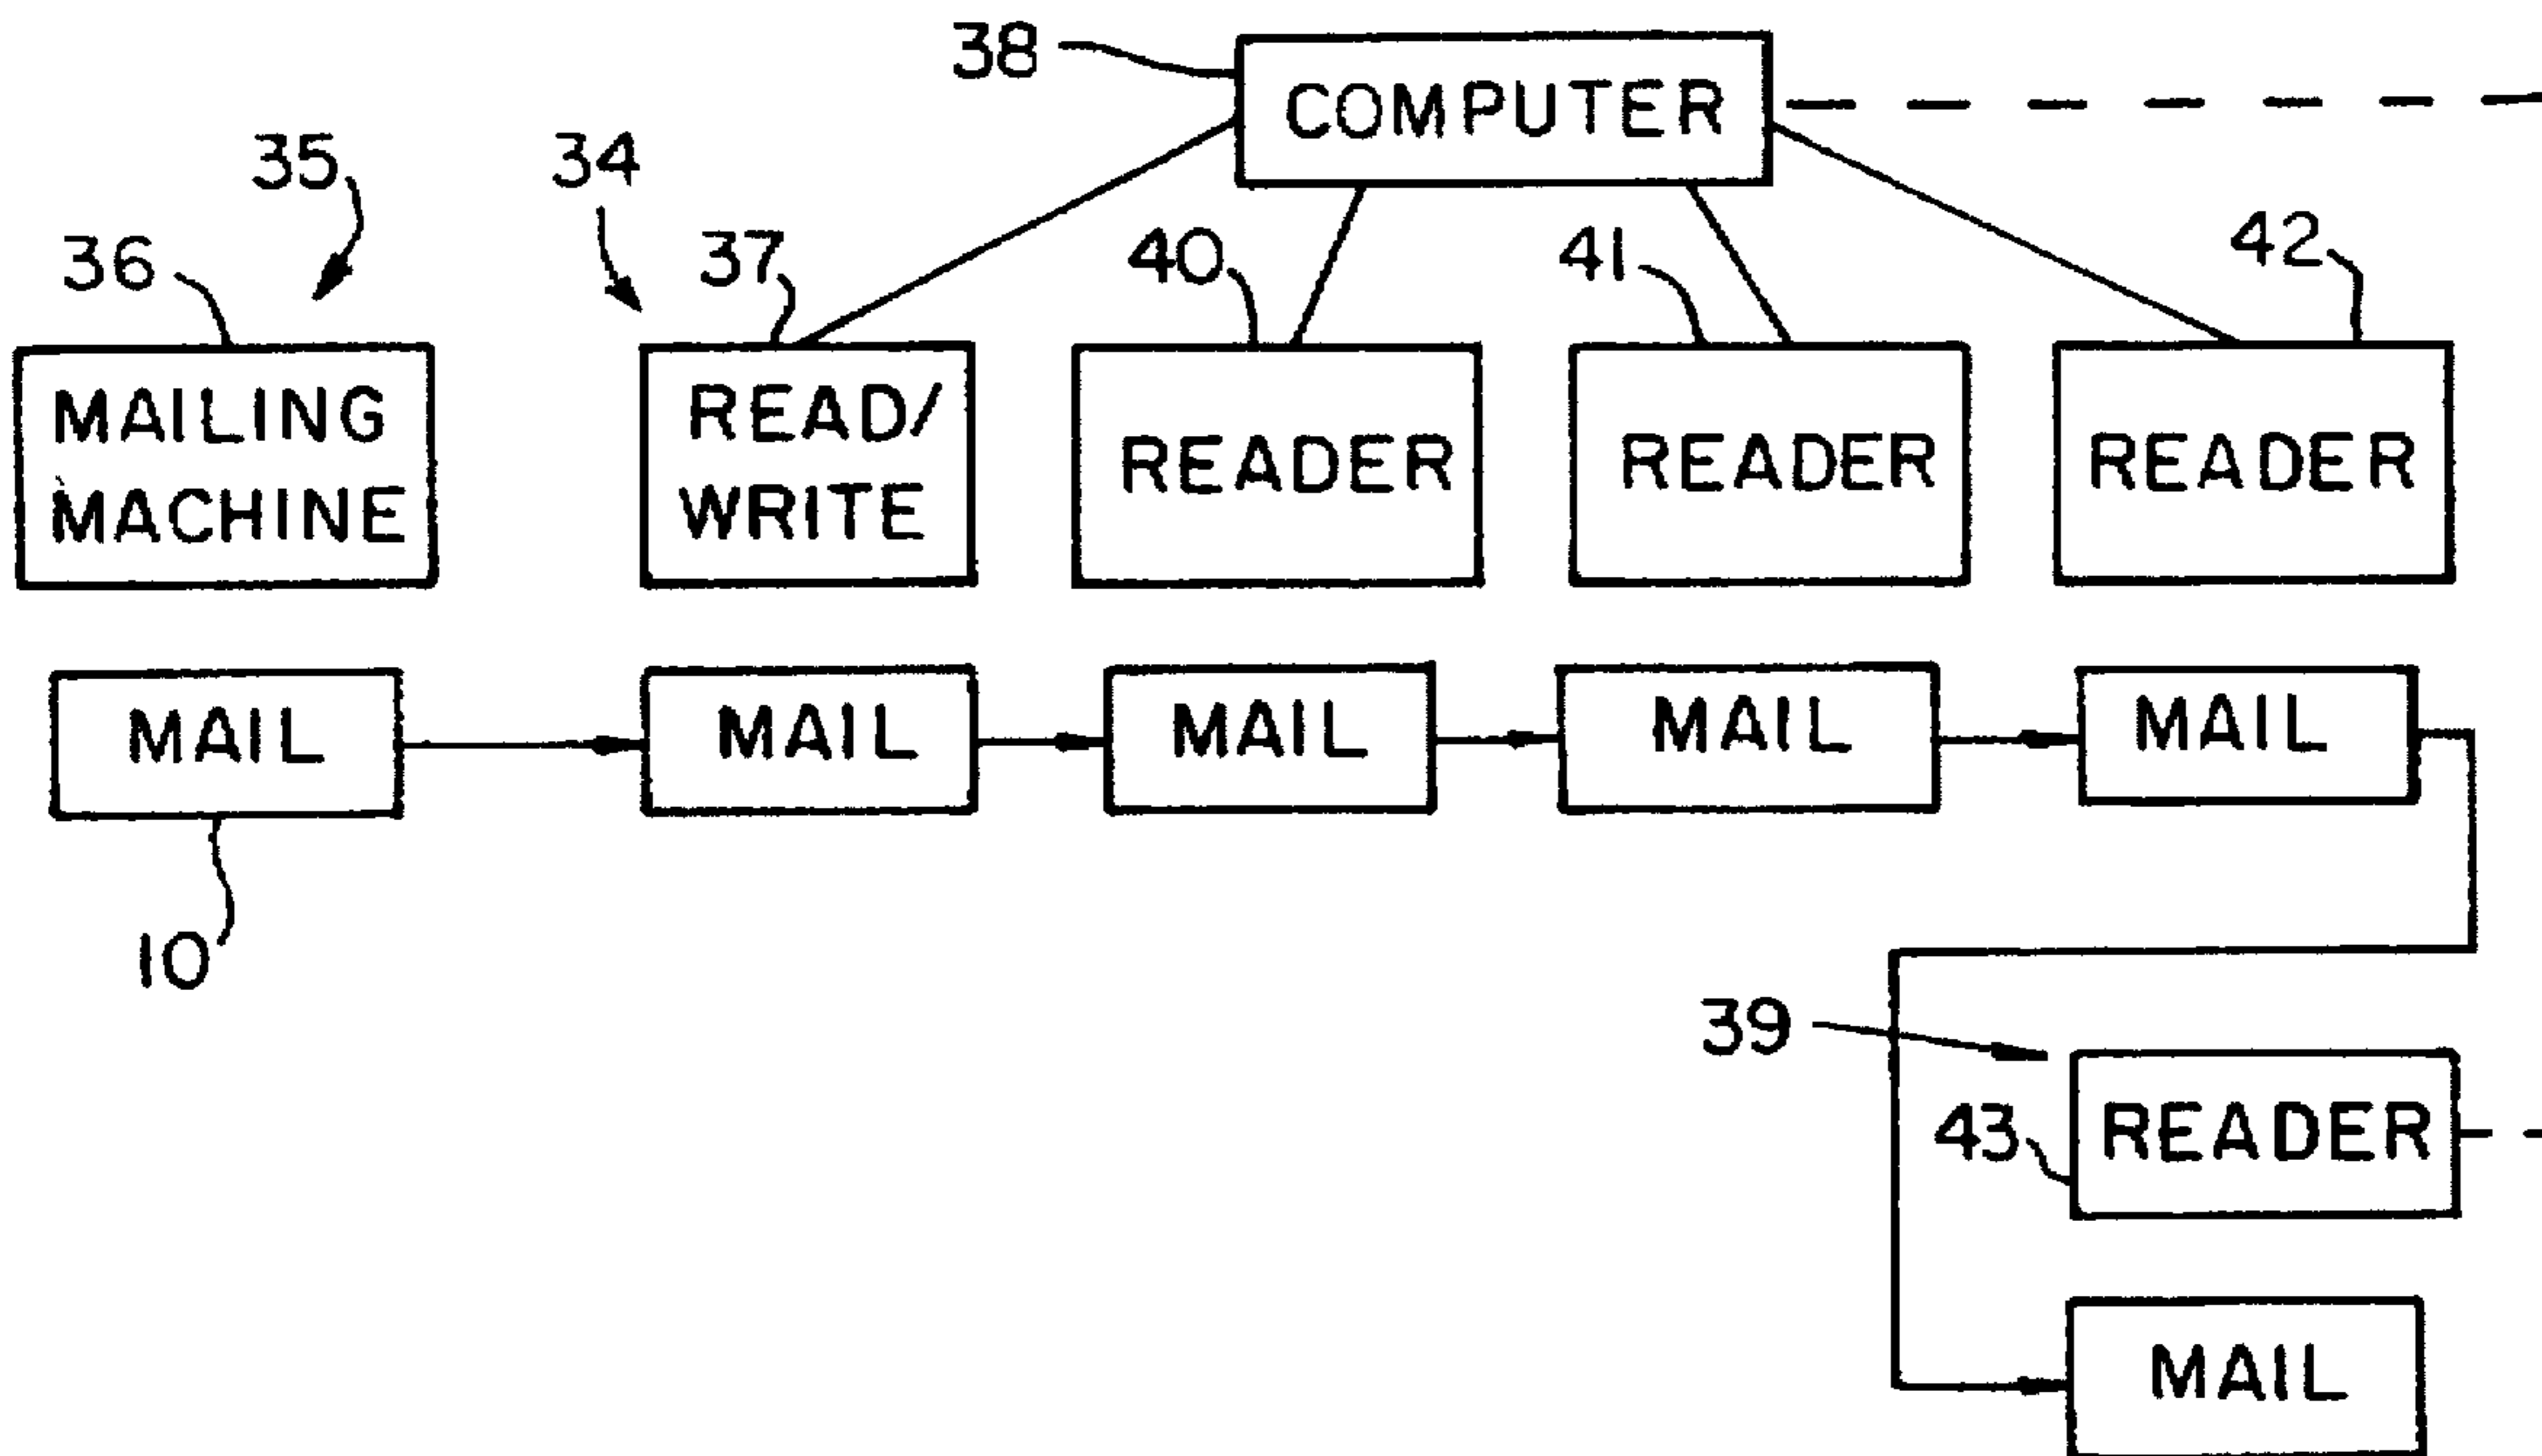 38
COMPUTER
35
34
36
37
40
41
42
MAILING
MACHINE
READ/
WRITE
READER
READER
READER
MAIL
MAIL
MAIL
MAIL
MAIL
10
39
43
READER
MAIL